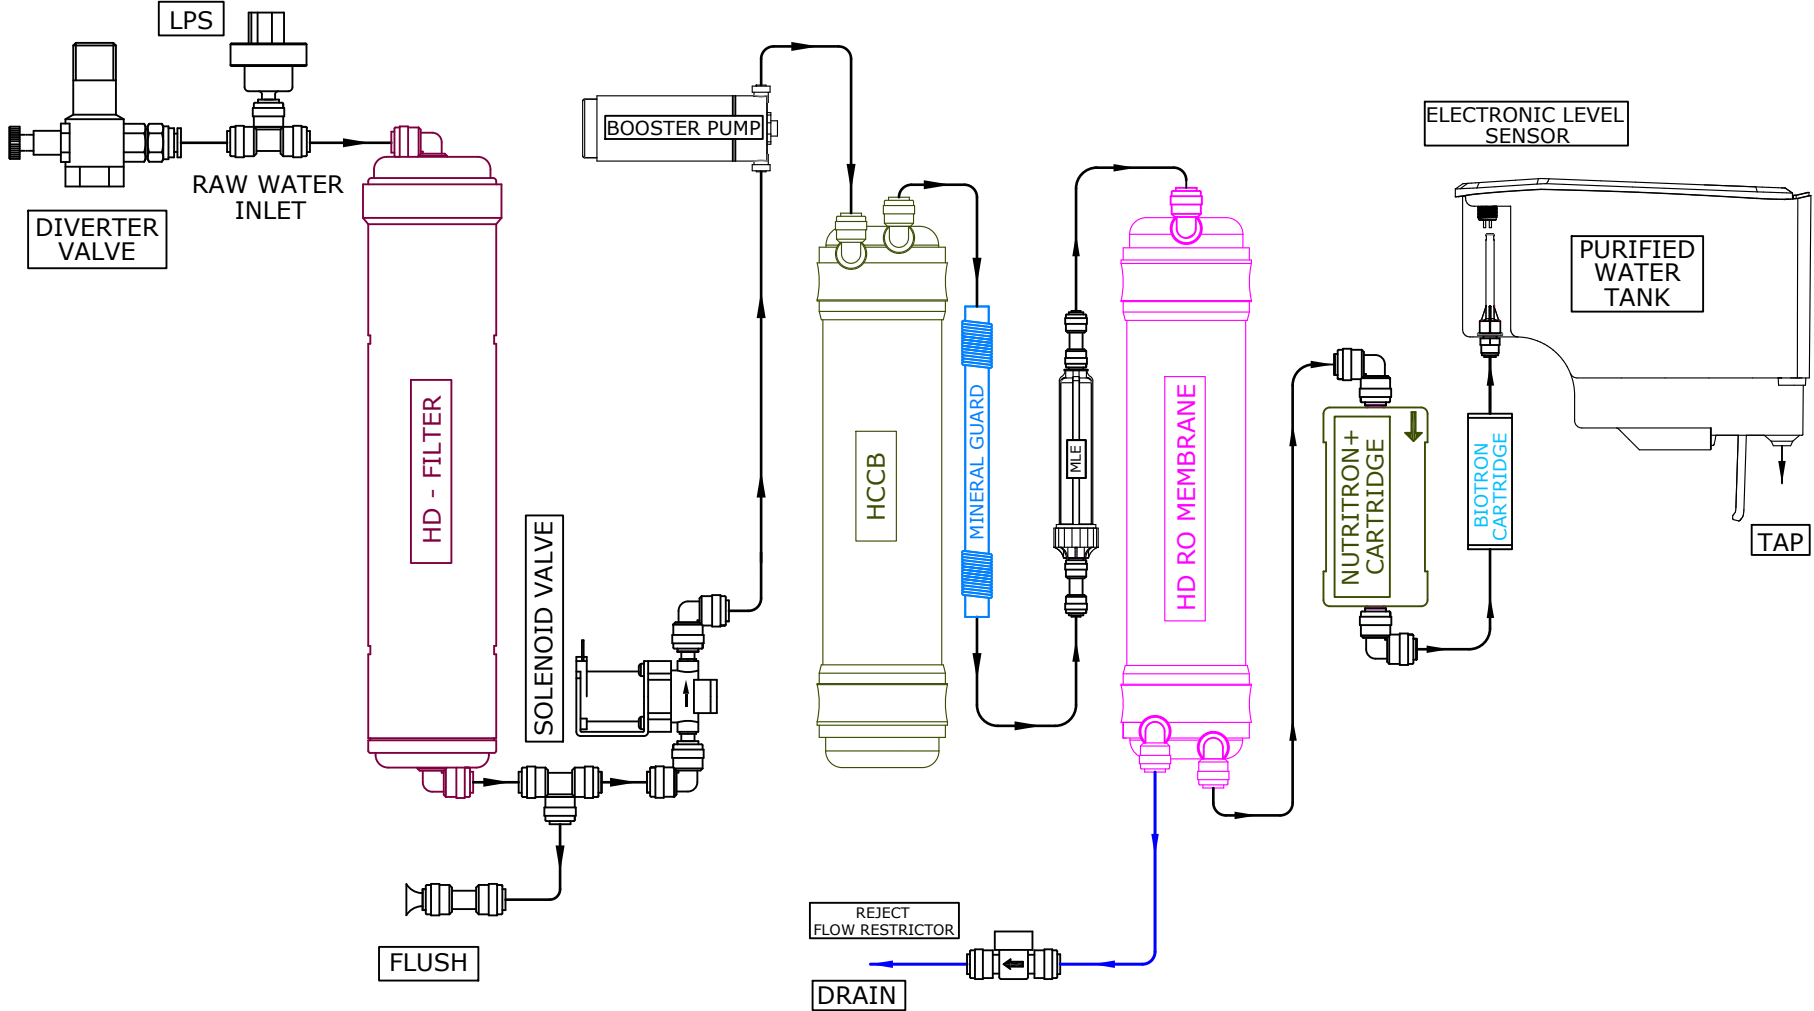 LPS
DIVERTER
VALVE
RAW WATER
INLET
HD - FILTER
SOLENOID VALVE
FLUSH
BOOSTER PUMP
HCCB
MINERAL GUARD
MLE
HD RO MEMBRANE
REJECT
FLOW RESTRICTOR
DRAIN
NUTRITRON+
CARTRIDGE
BIOTRON
CARTRIDGE
ELECTRONIC LEVEL
SENSOR
PURIFIED
WATER
TANK
TAP